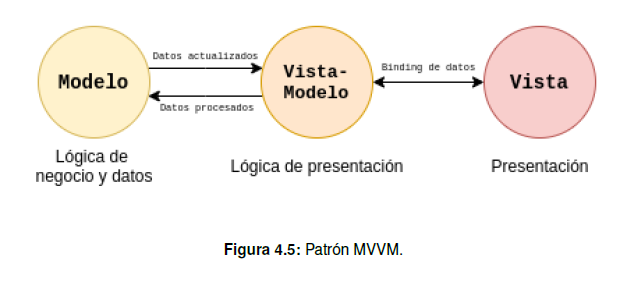 Datos actualizados
Modelo
Datos procesados
Lógica de
negocio y datos
Vista-
Modelo
Lógica de presentación
Binding de datos
Vista
Presentación
Figura 4.5: Patrón MVVM.